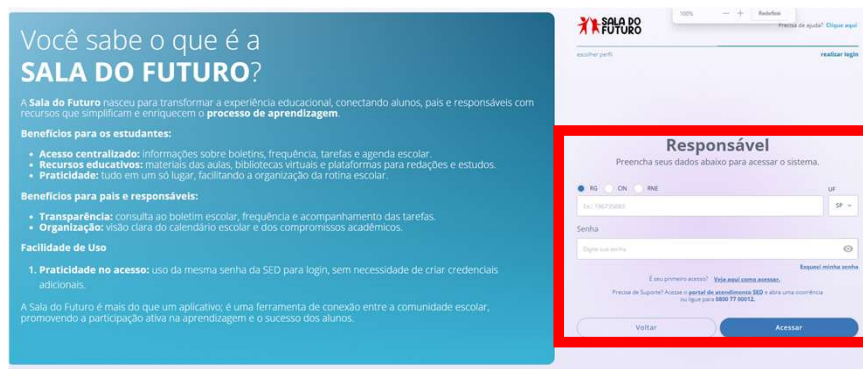 Você sabe o que é a
SALA DO FUTURO?
A Sala do Futuro nasceu para transformar a experiência educacional, conectando alunos, pais e responsáveis com
recursos que simplificam e enriquecem o processo de aprendizagem.
Benefícios para os estudantes:
• Acesso centralizado: informações sobre boletins, frequência, tarefas e agenda escolar.
• Recursos educativos: materiais das aulas, bibliotecas virtuais e plataformas para redações e estudos.
• Praticidade: tudo em um só lugar, facilitando a organização da rotina escolar.
Benefícios para pais e responsáveis:
• Transparência: consulta ao boletim escolar, frequência e acompanhamento das tarefas.
• Organização: visão clara do calendário escolar e dos compromissos acadêmicos.
Facilidade de Uso
1. Praticidade no acesso: uso da mesma senha da SED para login, sem necessidade de criar credenciais
adicionais.
A Sala do Futuro é mais do que um aplicativo; é uma ferramenta de conexão entre a comunidade escolar,
promovendo a participação ativa na aprendizagem e o sucesso dos alunos.
SALA DO
FUTURO
100% − + Redefinir
Precisa de ajuda? Clique aqui
escolher perfil
realizar login
Responsável
Preencha seus dados abaixo para acessar o sistema.
RG CIN RNE
UF
SP
Senha
Digite sua senha
Esqueci minha senha
É seu primeiro acesso? Veja aqui como acessar.
Precisa de Suporte? Acesse o portal de atendimento SED e abra uma ocorrência
ou ligue para 0800 77 00012.
Voltar
Acessar